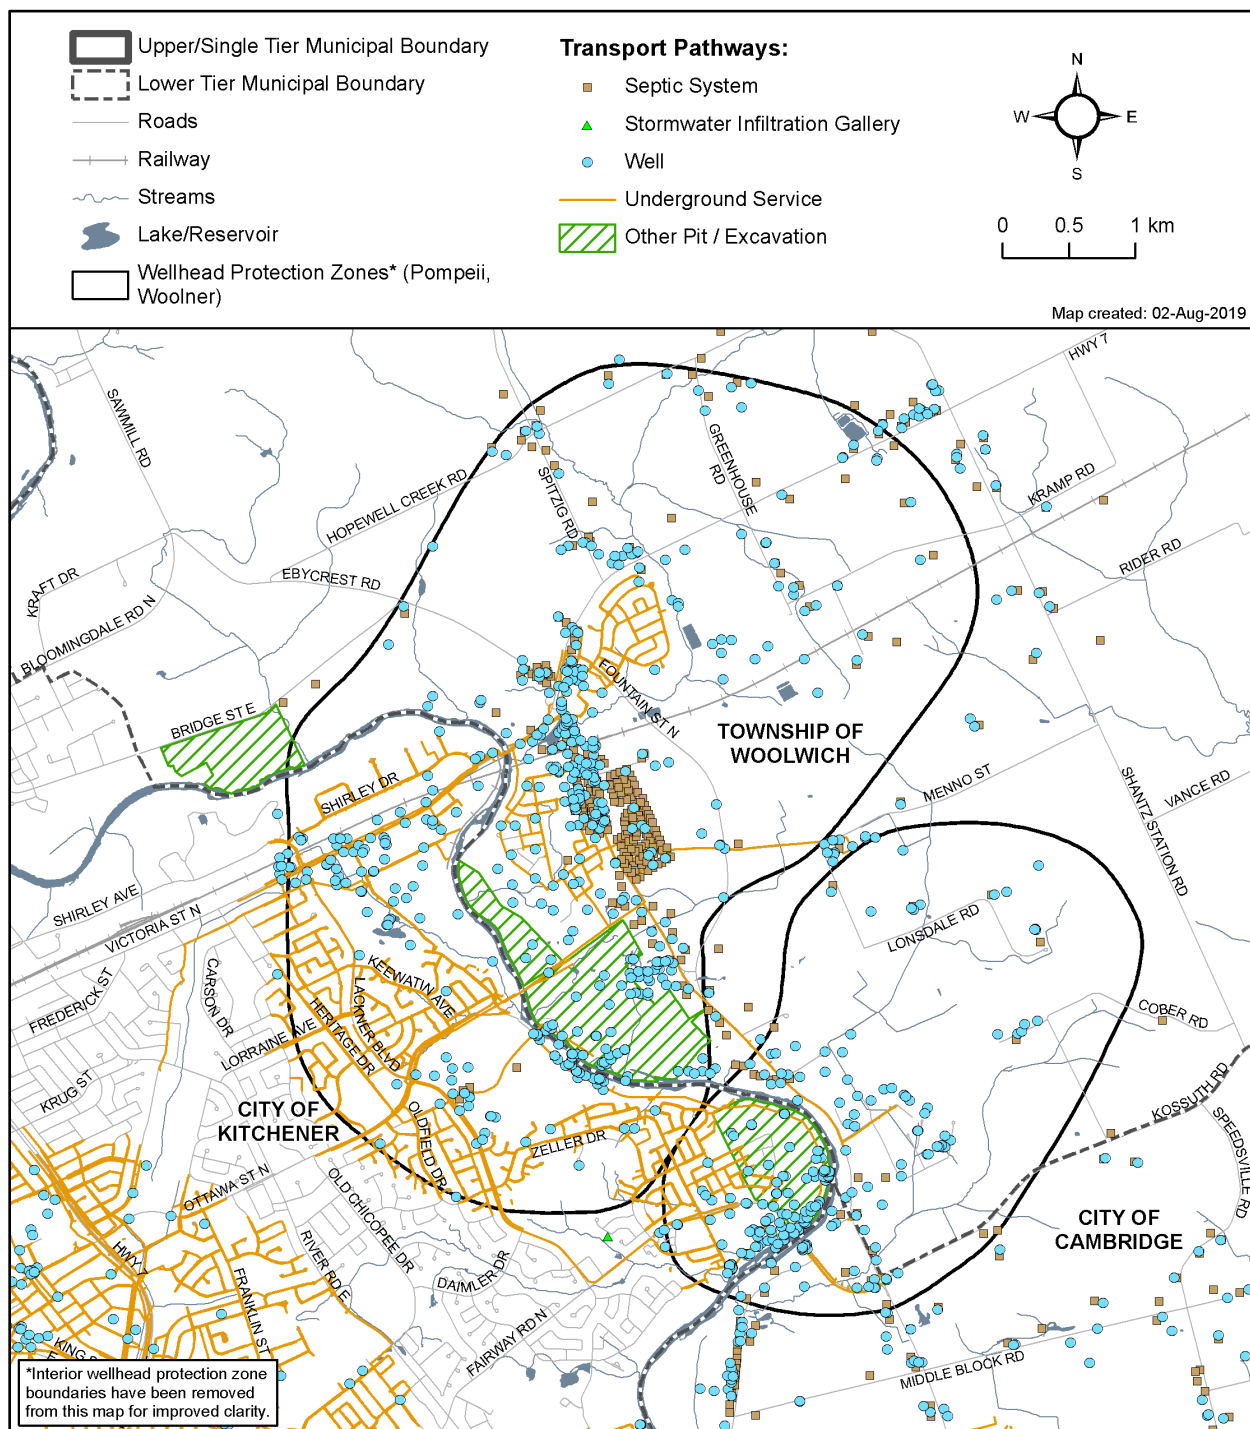 Upper/Single Tier Municipal Boundary
Lower Tier Municipal Boundary
Roads
Railway
Streams
Lake/Reservoir
Wellhead Protection Zones* (Pompeii,
Woolner)
Transport Pathways:
Septic System
Stormwater Infiltration Gallery
Well
Underground Service
Other Pit / Excavation
N
W
E
S
0
0.5
1 km
Map created: 02-Aug-2019
HWY 7
SAWMILL RD
GREENHOUSE
RD
HOPEWELL CREEK RD
SPITZIG RD
KRAMP RD
RIDER RD
KRAFT DR
EBYCREST RD
BLOOMINGDALE RD N
FOUNTAIN ST N
BRIDGE ST E
TOWNSHIP OF
WOOLWICH
SHIRLEY DR
MENNO ST
SHANTZ STATION RD
VANCE RD
SHIRLEY AVE
VICTORIA ST N
LONSDALE RD
FREDERICK ST
CARSON DR
KEEWATIN AVE
LACKNER BLVD
HERITAGE DR
LORRAINE AVE
COBER RD
KRUG ST
KOSSUTH RD
CITY OF
KITCHENER
OLDFIELD DR
ZELLER DR
SPEEDSVILLE RD
OTTAWA ST N
OLD CHICOPEE DR
CITY OF
CAMBRIDGE
HWY 7
RIVER RD E
FRANKLIN ST
DAIMLER DR
FAIRWAY RD N
KING
MIDDLE BLOCK RD
*Interior wellhead protection zone
boundaries have been removed
from this map for improved clarity.